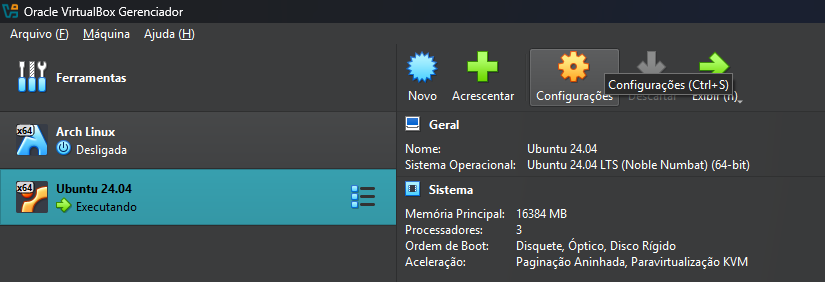 Oracle VirtualBox Gerenciador
Arquivo (F) Máquina Ajuda (H)
Ferramentas
Novo Acrescentar Configurações Descartar Exibir (h)
Configurações (Ctrl+S)
x64 Arch Linux
Desligada
x64 Ubuntu 24.04
Executando
Geral
Nome: Ubuntu 24.04
Sistema Operacional: Ubuntu 24.04 LTS (Noble Numbat) (64-bit)
Sistema
Memória Principal: 16384 MB
Processadores: 3
Ordem de Boot: Disquete, Óptico, Disco Rígido
Aceleração: Paginação Aninhada, Paravirtualização KVM